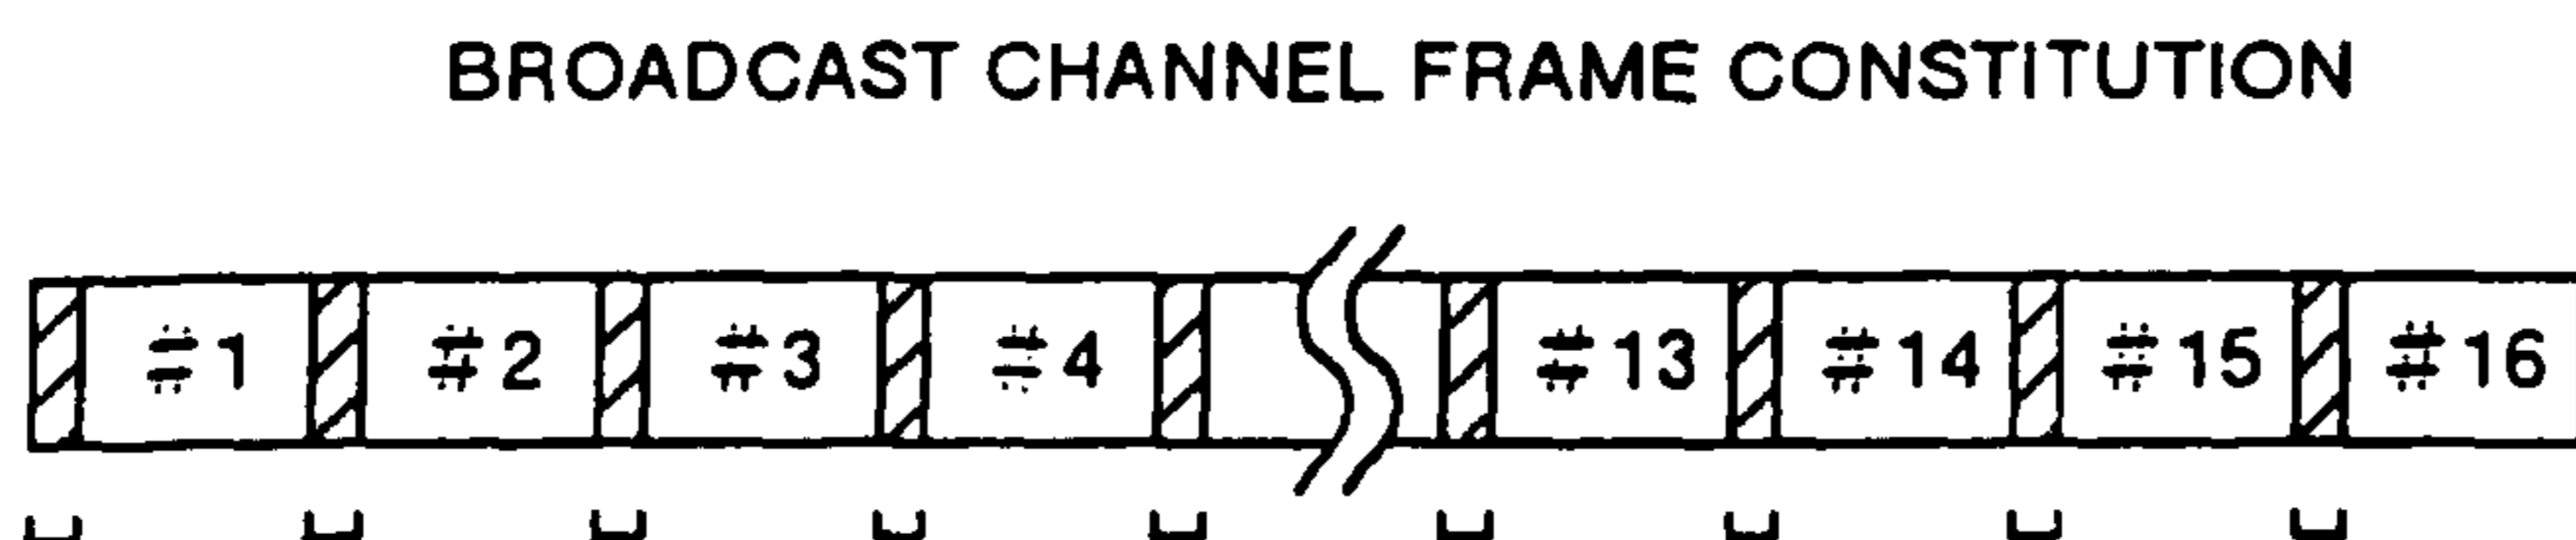 BROADCAST CHANNEL FRAME CONSTITUTION
#1 #2 #3 #4 #13 #14 #15 #16